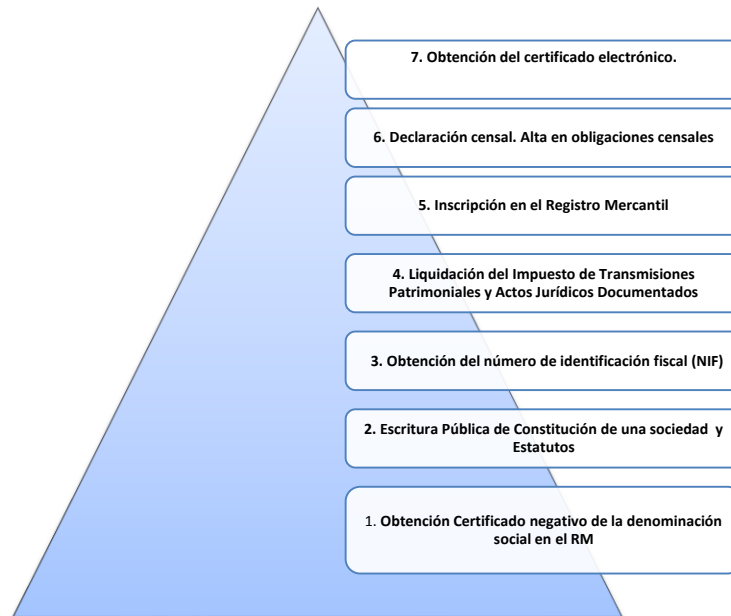 7. Obtención del certificado electrónico.
6. Declaración censal. Alta en obligaciones censales
5. Inscripción en el Registro Mercantil
4. Liquidación del Impuesto de Transmisiones
Patrimoniales y Actos Jurídicos Documentados
3. Obtención del número de identificación fiscal (NIF)
2. Escritura Pública de Constitución de una sociedad y
Estatutos
1. Obtención Certificado negativo de la denominación
social en el RM